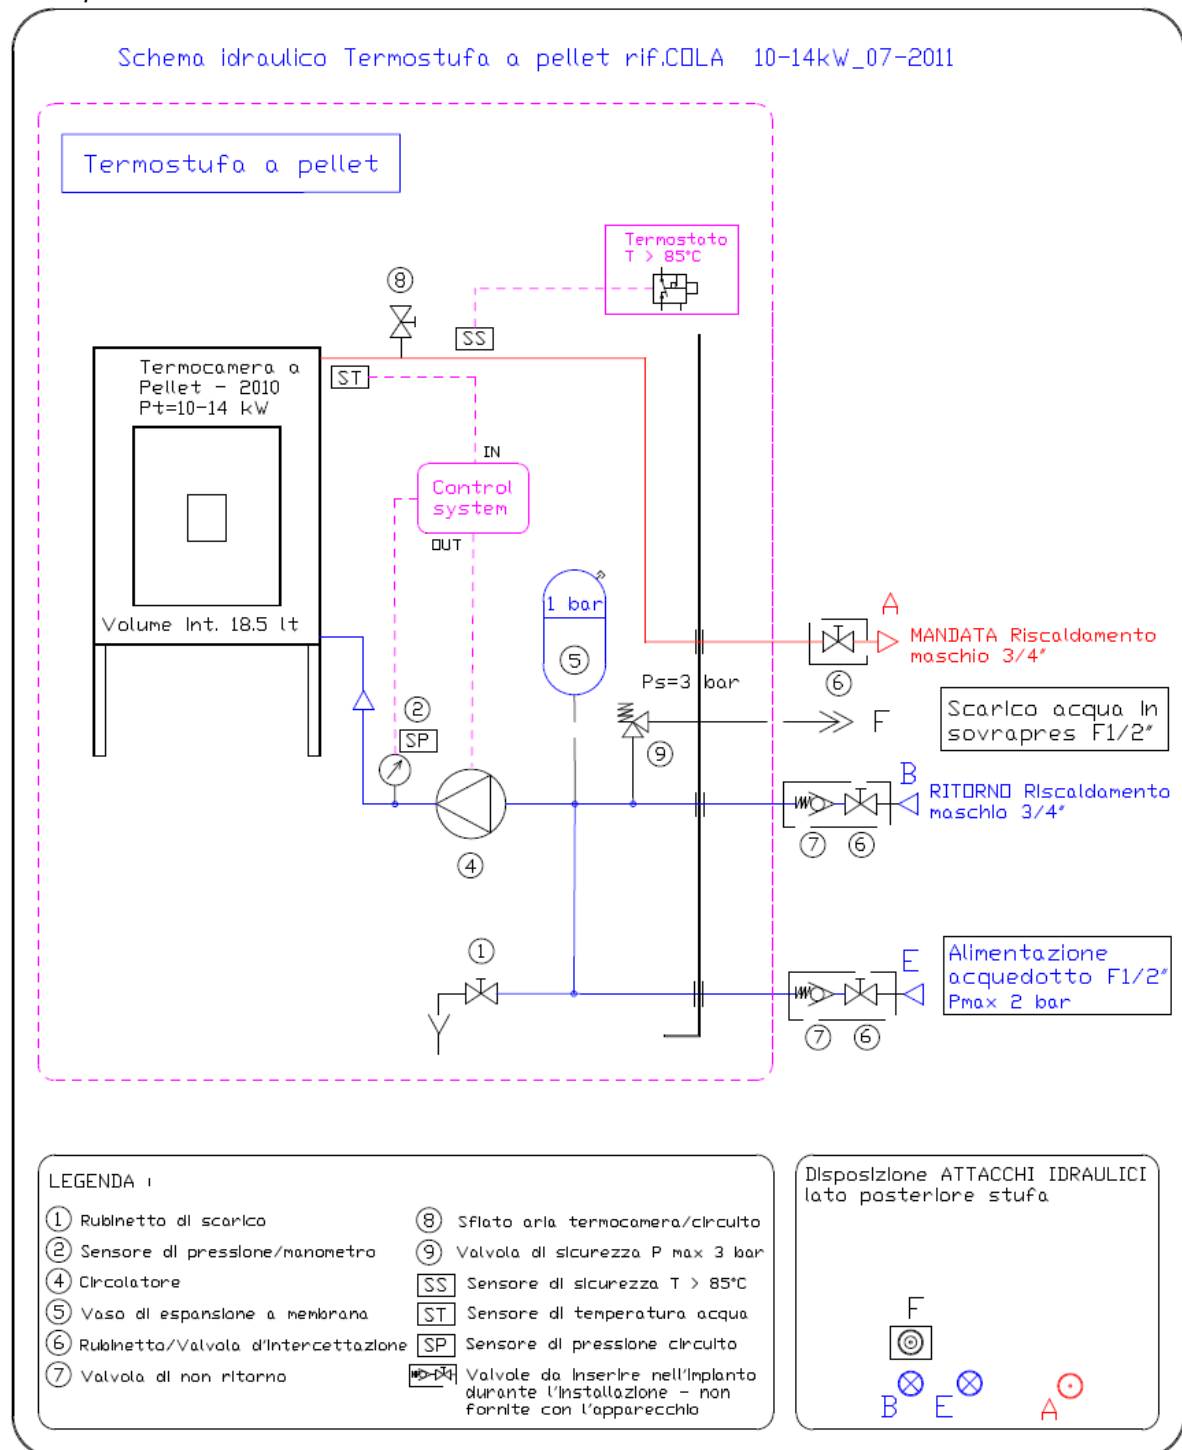 Schema idraulico Termostufa a pellet rif.COLA 10-14kW_07-2011
Termostufa a pellet
Termostato
T > 85°C
8
SS
Termocamera a
Pellet - 2010
Pt=10-14 kW
ST
IN
Control
system
OUT
1 bar
A
Volume Int. 18.5 lt
MANDATA Riscaldamento
maschio 3/4"
5
6
Ps=3 bar
2
SP
F
Scarico acqua in
sovrapres F1/2"
9
B
RITORNO Riscaldamento
maschio 3/4"
4
7
6
1
E
Alimentazione
acquedotto F1/2"
Pmax 2 bar
7
6
LEGENDA :
1 Rubinetto di scarico
2 Sensore di pressione/manometro
4 Circolatore
5 Vaso di espansione a membrana
6 Rubinetto/Valvola d'intercettazione
7 Valvola di non ritorno
8 Sfiato aria termocamera/circuito
9 Valvola di sicurezza P max 3 bar
SS Sensore di sicurezza T > 85°C
ST Sensore di temperatura acqua
SP Sensore di pressione circuito
Valvole da inserire nell'impianto
durante l'installazione - non
fornite con l'apparecchio
Disposizione ATTACCHI IDRAULICI
lato posteriore stufa
F
B
E
A